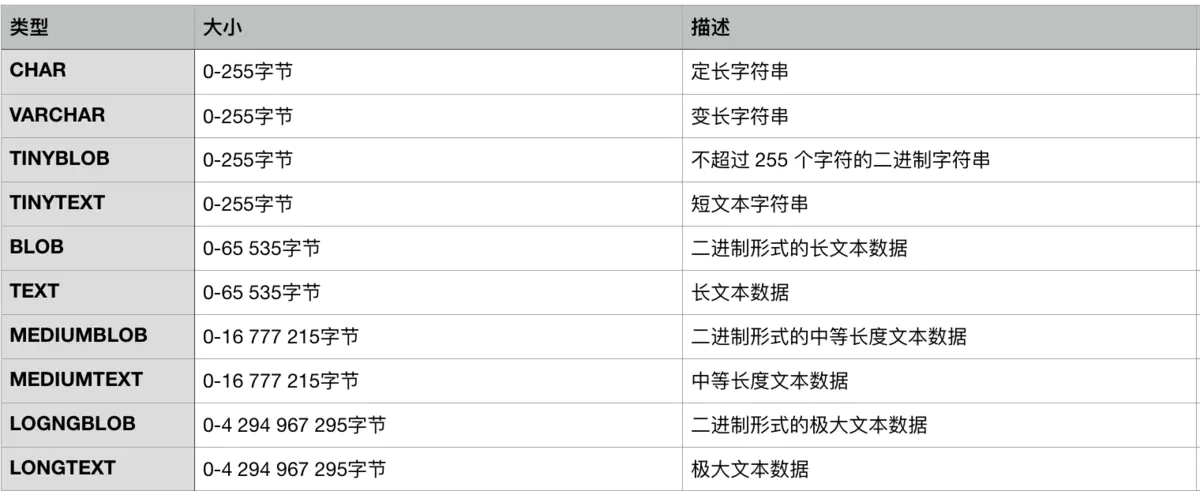 类型 大小 描述
CHAR 0-255字节 定长字符串
VARCHAR 0-255字节 变长字符串
TINYBLOB 0-255字节 不超过 255 个字符的二进制字符串
TINYTEXT 0-255字节 短文本字符串
BLOB 0-65 535字节 二进制形式的长文本数据
TEXT 0-65 535字节 长文本数据
MEDIUMBLOB 0-16 777 215字节 二进制形式的中等长度文本数据
MEDIUMTEXT 0-16 777 215字节 中等长度文本数据
LOGNGBLOB 0-4 294 967 295字节 二进制形式的极大文本数据
LONGTEXT 0-4 294 967 295字节 极大文本数据